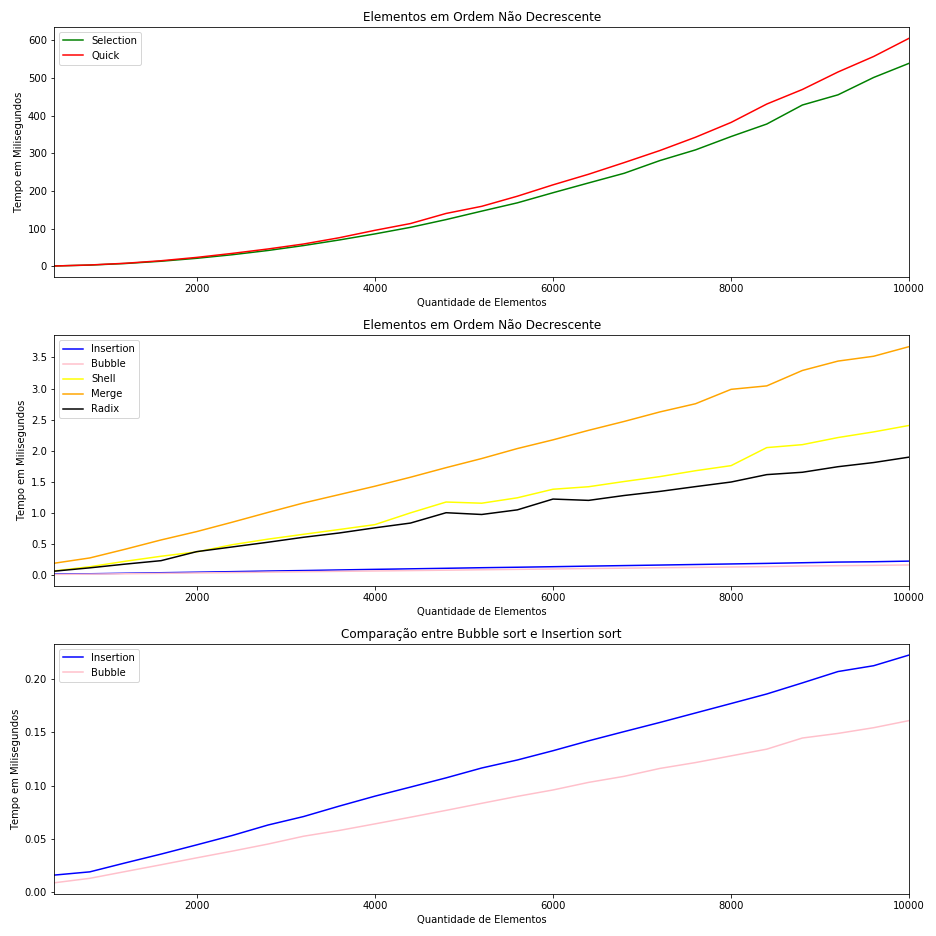 Elementos em Ordem Não Decrescente
Selection
Quick
Tempo em Milisegundos
600
500
400
300
200
100
0
2000 4000 6000 8000 10000
Quantidade de Elementos
Elementos em Ordem Não Decrescente
Insertion
Bubble
Shell
Merge
Radix
Tempo em Milisegundos
3.5
3.0
2.5
2.0
1.5
1.0
0.5
0.0
2000 4000 6000 8000 10000
Quantidade de Elementos
Comparação entre Bubble sort e Insertion sort
Insertion
Bubble
Tempo em Milisegundos
0.20
0.15
0.10
0.05
0.00
2000 4000 6000 8000 10000
Quantidade de Elementos